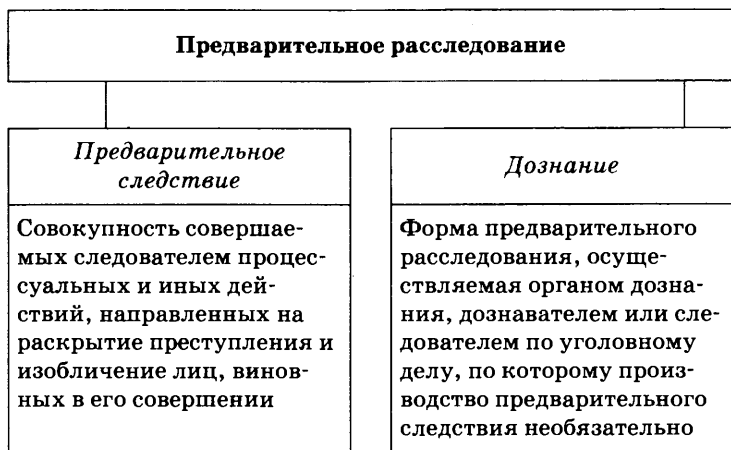 Предварительное расследование
Предварительное
следствие
Совокупность совершае-
мых следователем процес-
суальных и иных дей-
ствий, направленных на
раскрытие преступления и
изобличение лиц, винов-
ных в его совершении
Дознание
Форма предварительного
расследования, осуще-
ствляемая органом дозна-
ния, дознавателем или сле-
дователем по уголовному
делу, по которому произ-
водство предварительного
следствия необязательно